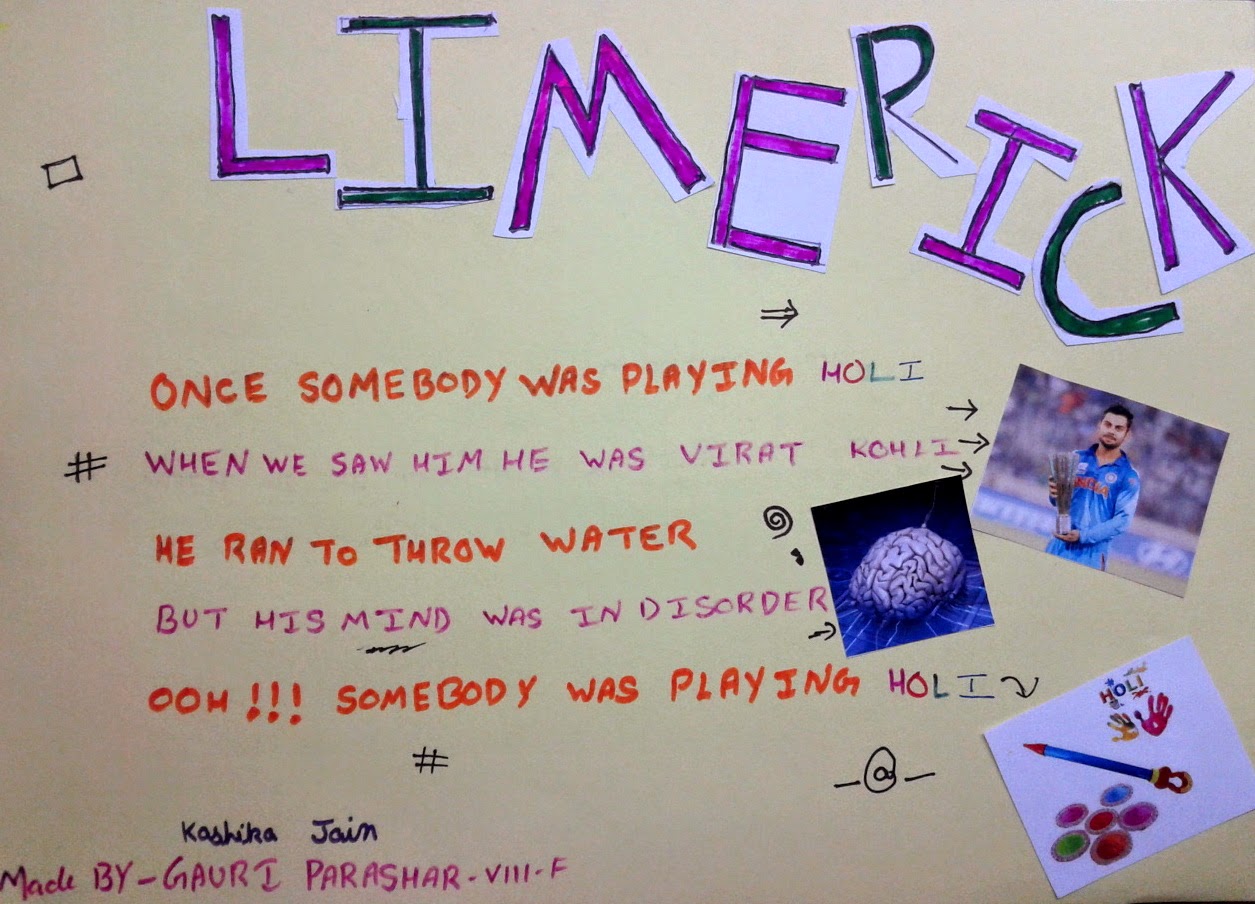 LIMERICK
ONCE SOMEBODY WAS PLAYING HOLI
# WHEN WE SAW HIM HE WAS VIRAT KOHLI
HE RAN TO THROW WATER
BUT HIS MIND WAS IN DISORDER
OOH !!! SOMEBODY WAS PLAYING HOLI
HOLI
#
Kashika Jain
Made BY - GAURI PARASHAR - VIII - F